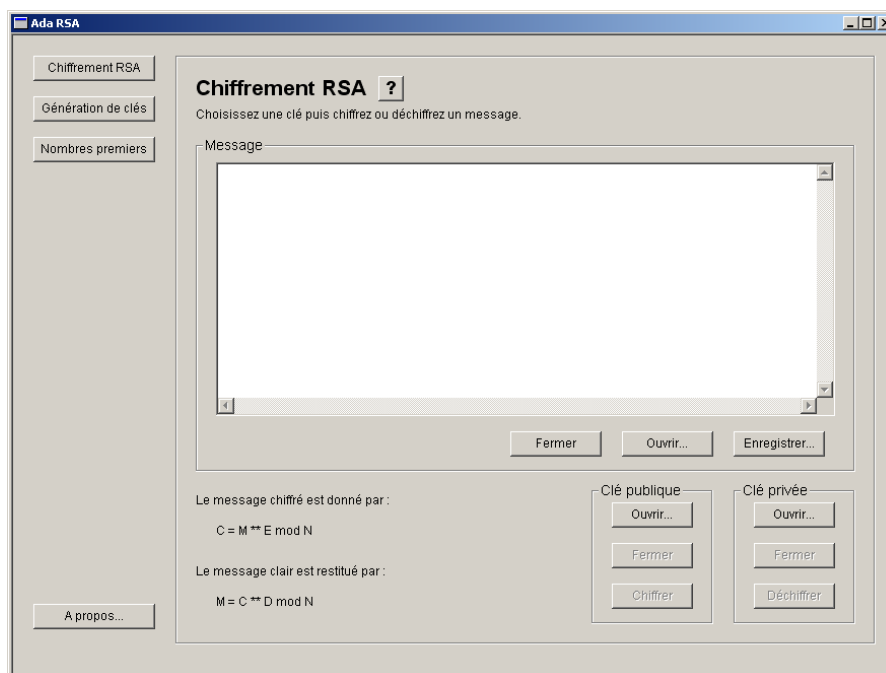 Ada RSA
Chiffrement RSA
Génération de clés
Nombres premiers
A propos...
Chiffrement RSA ?
Choisissez une clé puis chiffrez ou déchiffrez un message.
Message
Fermer Ouvrir... Enregistrer...
Le message chiffré est donné par :
C = M ** E mod N
Le message clair est restitué par :
M = C ** D mod N
Clé publique
Ouvrir...
Fermer
Chiffrer
Clé privée
Ouvrir...
Fermer
Déchiffrer